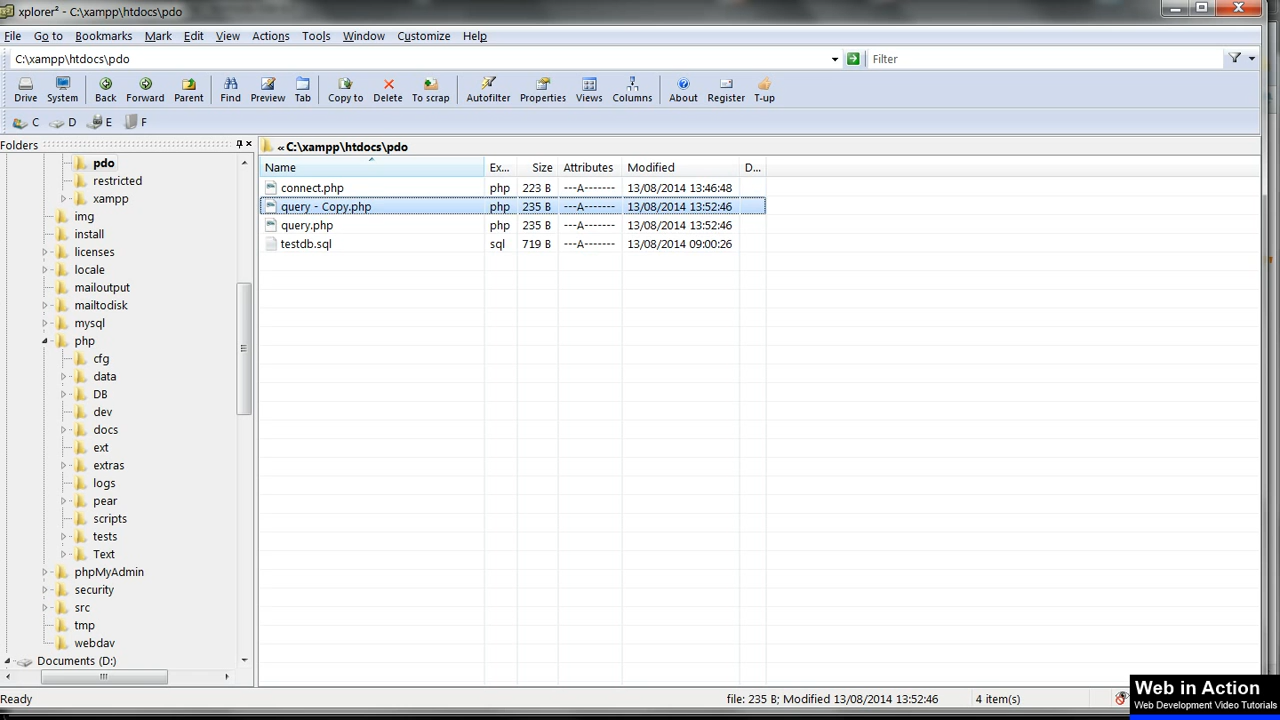 xplorer² - C:\xampp\htdocs\pdo
File Go to Bookmarks Mark Edit View Actions Tools Window Customize Help
C:\xampp\htdocs\pdo Filter
Drive System Back Forward Parent Find Preview Tab Copy to Delete To scrap Autofilter Properties Views Columns About Register T-up
C D E F
Folders
pdo
restricted
xampp
img
install
licenses
locale
mailoutput
mailtodisk
mysql
php
cfg
data
DB
dev
docs
ext
extras
logs
pear
scripts
tests
Text
phpMyAdmin
security
src
tmp
webdav
Documents (D:)
« C:\xampp\htdocs\pdo
Name Ex... Size Attributes Modified D...
connect.php php 223 B ---A------- 13/08/2014 13:46:48
query - Copy.php php 235 B ---A------- 13/08/2014 13:52:46
query.php php 235 B ---A------- 13/08/2014 13:52:46
testdb.sql sql 719 B ---A------- 13/08/2014 09:00:26
Ready file: 235 B; Modified 13/08/2014 13:52:46 4 item(s)
Web in Action
Web Development Video Tutorials